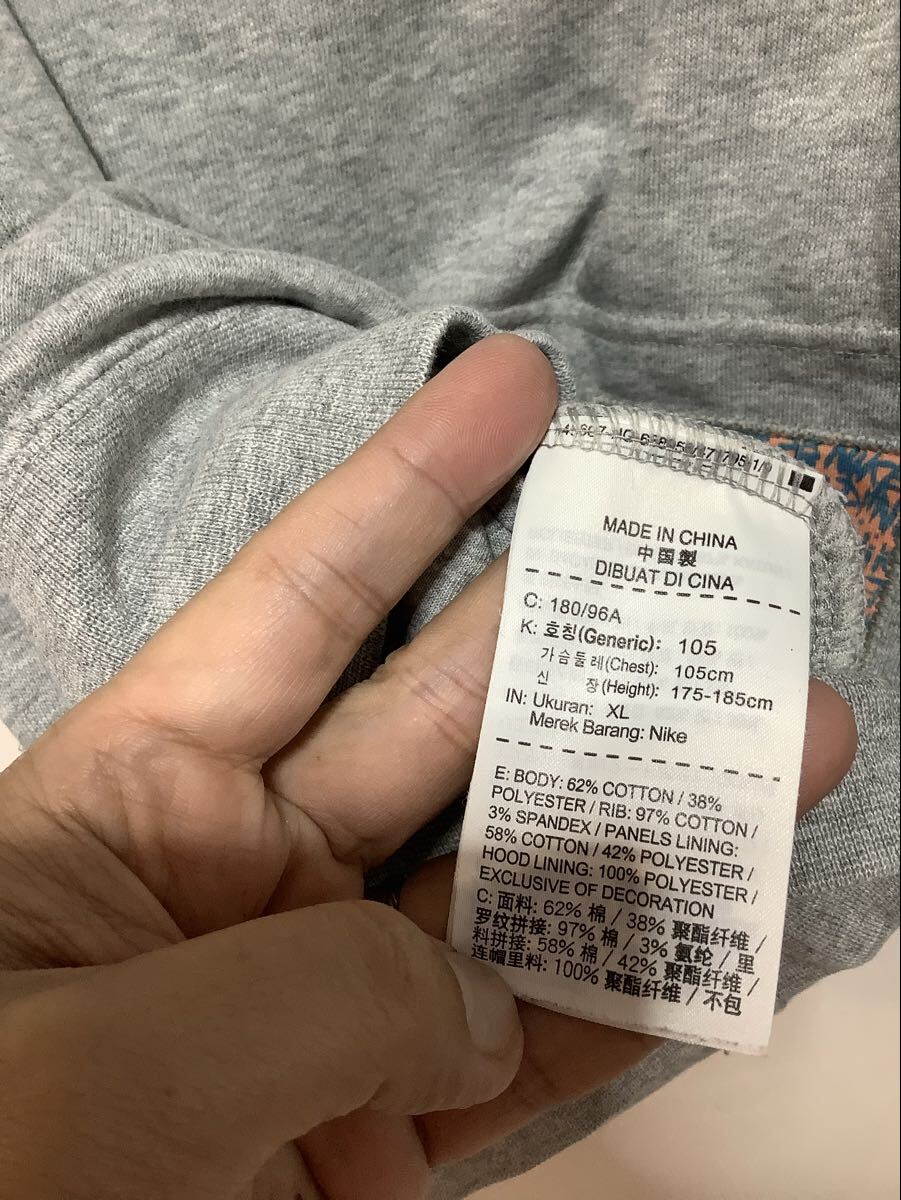 MADE IN CHINA
中国製
DIBUAT DI CINA
C: 180/96A
K: 호칭(Generic): 105
가슴둘레(Chest): 105cm
신 장(Height): 175-185cm
IN: Ukuran: XL
Merek Barang: Nike
E: BODY: 62% COTTON / 38%
POLYESTER / RIB: 97% COTTON /
3% SPANDEX / PANELS LINING:
58% COTTON / 42% POLYESTER /
HOOD LINING: 100% POLYESTER /
EXCLUSIVE OF DECORATION
C: 面料: 62% 棉 / 38% 聚酯纤维 /
罗纹拼接: 97% 棉 / 3% 氨纶 / 里
料拼接: 58% 棉 / 42% 聚酯纤维 /
连帽里料: 100% 聚酯纤维 / 不包